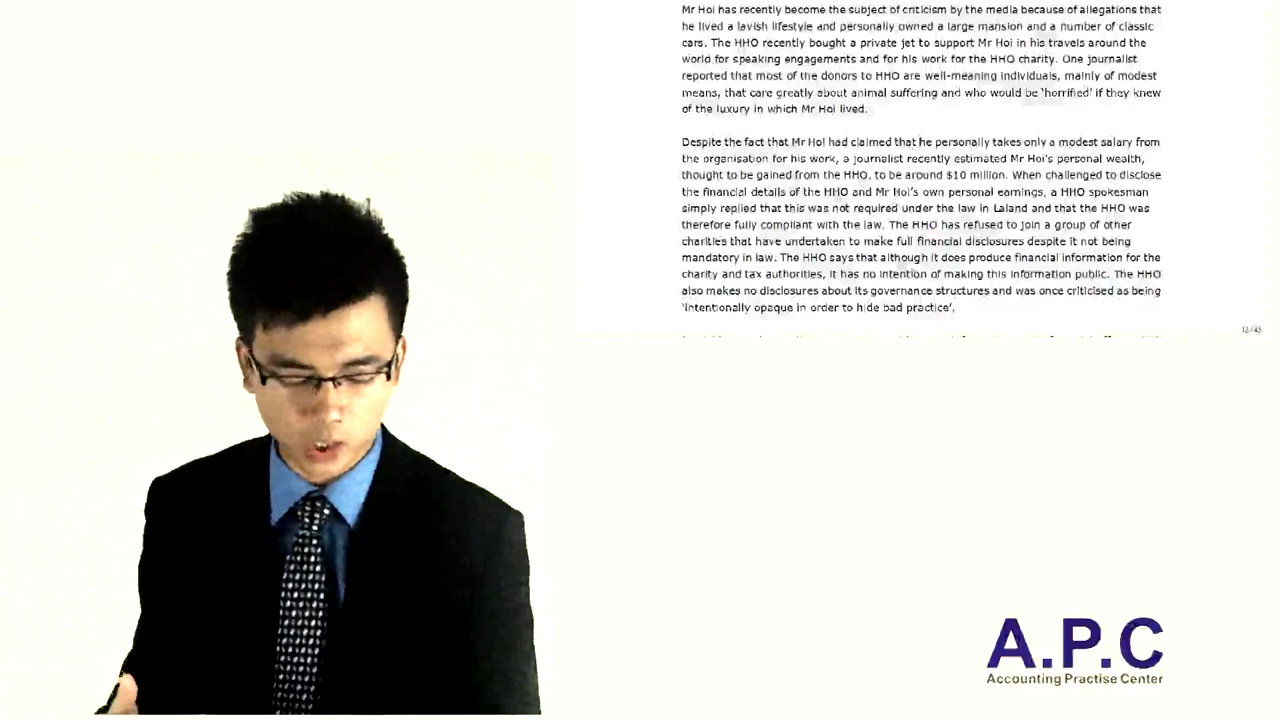 Mr Hoi has recently become the subject of criticism by the media because of allegations that
he lived a lavish lifestyle and personally owned a large mansion and a number of classic
cars. The HHO recently bought a private jet to support Mr Hoi in his travels around the
world for speaking engagements and for his work for the HHO charity. One journalist
reported that most of the donors to HHO are well-meaning individuals, mainly of modest
means, that care greatly about animal suffering and who would be 'horrified' if they knew
of the luxury in which Mr Hoi lived.
Despite the fact that Mr Hoi had claimed that he personally takes only a modest salary from
the organisation for his work, a journalist recently estimated Mr Hoi's personal wealth,
thought to be gained from the HHO, to be around $10 million. When challenged to disclose
the financial details of the HHO and Mr Hoi's own personal earnings, a HHO spokesman
simply replied that this was not required under the law in Laland and that the HHO was
therefore fully compliant with the law. The HHO has refused to join a group of other
charities that have undertaken to make full financial disclosures despite it not being
mandatory in law. The HHO says that although it does produce financial information for the
charity and tax authorities, it has no intention of making this information public. The HHO
also makes no disclosures about its governance structures and was once criticised as being
'intentionally opaque in order to hide bad practice'.
12/43
A.P.C
Accounting Practise Center